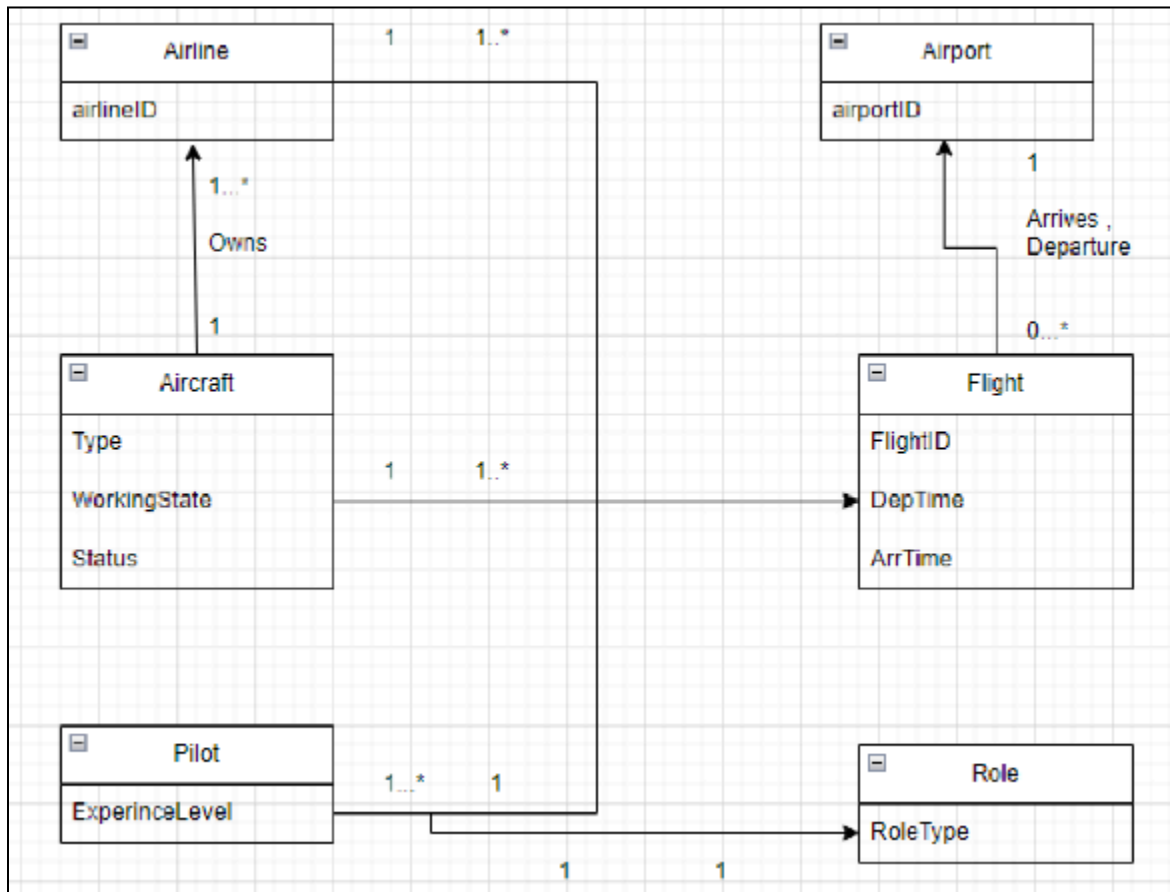 Airline
airlineID
1 1..*
Airport
airportID
1...*
Owns
1
1
Arrives ,
Departure
0...*
Aircraft
Type
WorkingState
Status
1 1..*
Flight
FlightID
DepTime
ArrTime
Pilot
ExperinceLevel
1...* 1
Role
RoleType
1 1